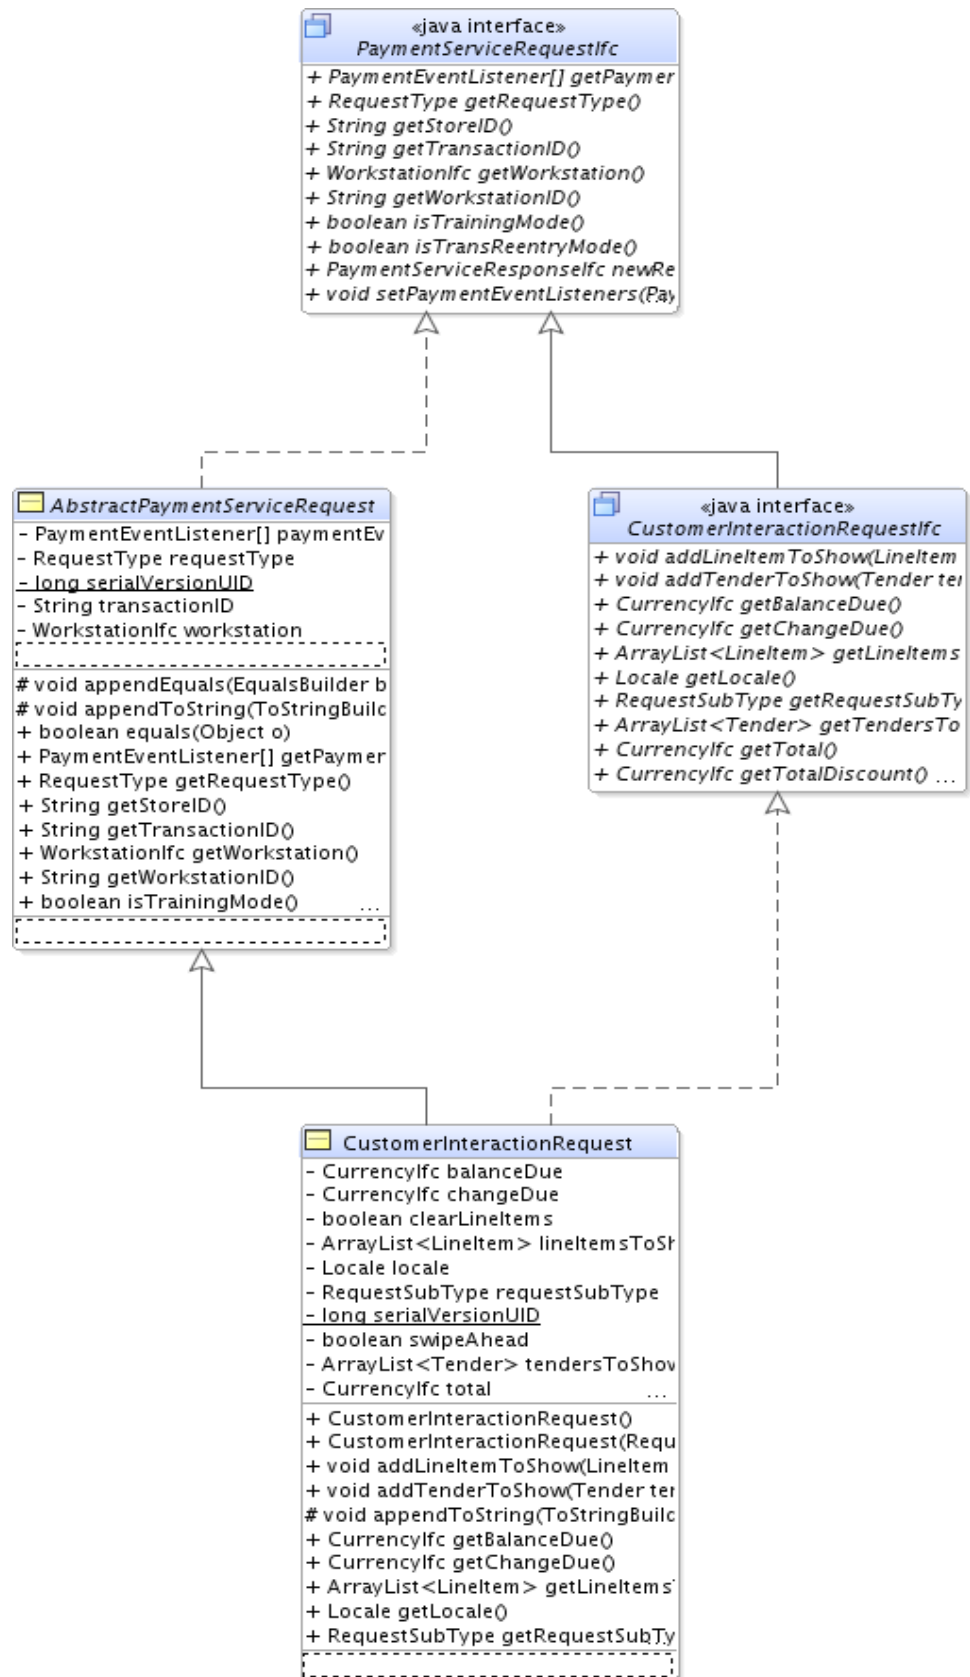 «java interface»
PaymentServiceRequestIfc
+ PaymentEventListener[] getPaymer
+ RequestType getRequestType()
+ String getStoreID()
+ String getTransactionID()
+ WorkstationIfc getWorkstation()
+ String getWorkstationID()
+ boolean isTrainingMode()
+ boolean isTransReentryMode()
+ PaymentServiceResponseIfc newRe
+ void setPaymentEventListeners(Pay
AbstractPaymentServiceRequest
- PaymentEventListener[] paymentEv
- RequestType requestType
- long serialVersionUID
- String transactionID
- WorkstationIfc workstation
# void appendEquals(EqualsBuilder b
# void appendToString(ToStringBuilc
+ boolean equals(Object o)
+ PaymentEventListener[] getPaymer
+ RequestType getRequestType()
+ String getStoreID()
+ String getTransactionID()
+ WorkstationIfc getWorkstation()
+ String getWorkstationID()
+ boolean isTrainingMode() ...
«java interface»
CustomerInteractionRequestIfc
+ void addLineItemToShow(LineItem
+ void addTenderToShow(Tender ter
+ CurrencyIfc getBalanceDue()
+ CurrencyIfc getChangeDue()
+ ArrayList<LineItem> getLineItems
+ Locale getLocale()
+ RequestSubType getRequestSubTy
+ ArrayList<Tender> getTendersTo
+ CurrencyIfc getTotal()
+ CurrencyIfc getTotalDiscount() ...
CustomerInteractionRequest
- CurrencyIfc balanceDue
- CurrencyIfc changeDue
- boolean clearLineItems
- ArrayList<LineItem> lineItemsToSh
- Locale locale
- RequestSubType requestSubType
- long serialVersionUID
- boolean swipeAhead
- ArrayList<Tender> tendersToShow
- CurrencyIfc total ...
+ CustomerInteractionRequest()
+ CustomerInteractionRequest(Requ
+ void addLineItemToShow(LineItem
+ void addTenderToShow(Tender ter
# void appendToString(ToStringBuilc
+ CurrencyIfc getBalanceDue()
+ CurrencyIfc getChangeDue()
+ ArrayList<LineItem> getLineItems
+ Locale getLocale()
+ RequestSubType getRequestSubTy